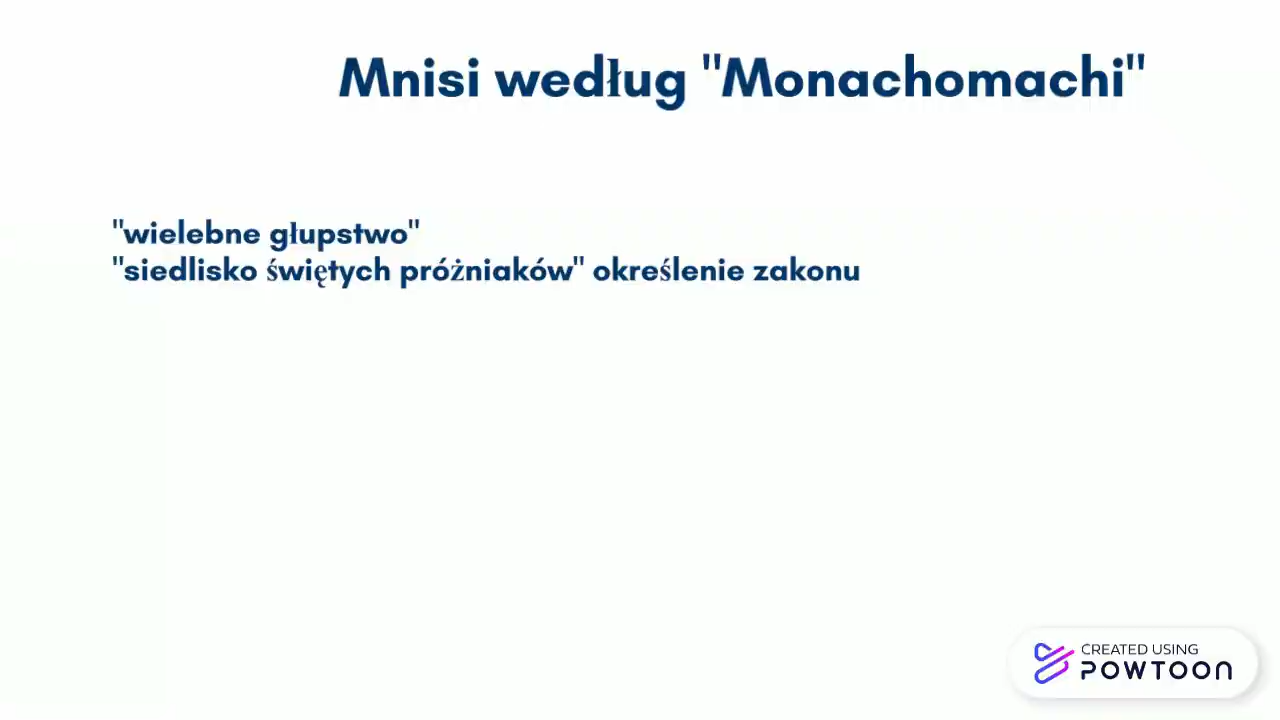 Mnisi według "Monachomachi"
"wielebne głupstwo"
"siedlisko świętych próżniaków" określenie zakonu
CREATED USING
POWTOON